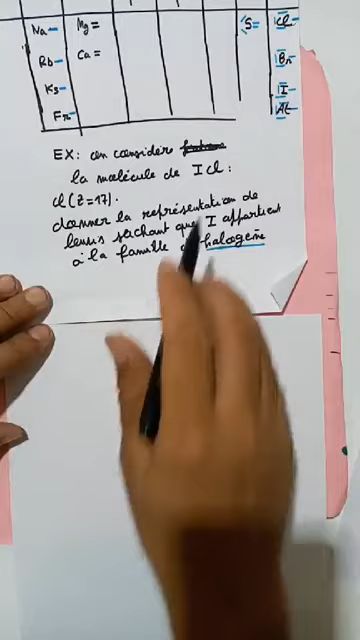 Na Mg = S= Cl
Rb Ca = Br
Ks I
Fr At
EX: on considère
la molécule de ICl:
Cl (Z=17).
donner la représentation de
lewis sachant que I appartient
à la famille halogène